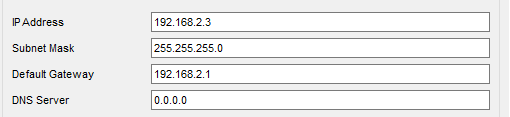 IP Address 192.168.2.3
Subnet Mask 255.255.255.0
Default Gateway 192.168.2.1
DNS Server 0.0.0.0